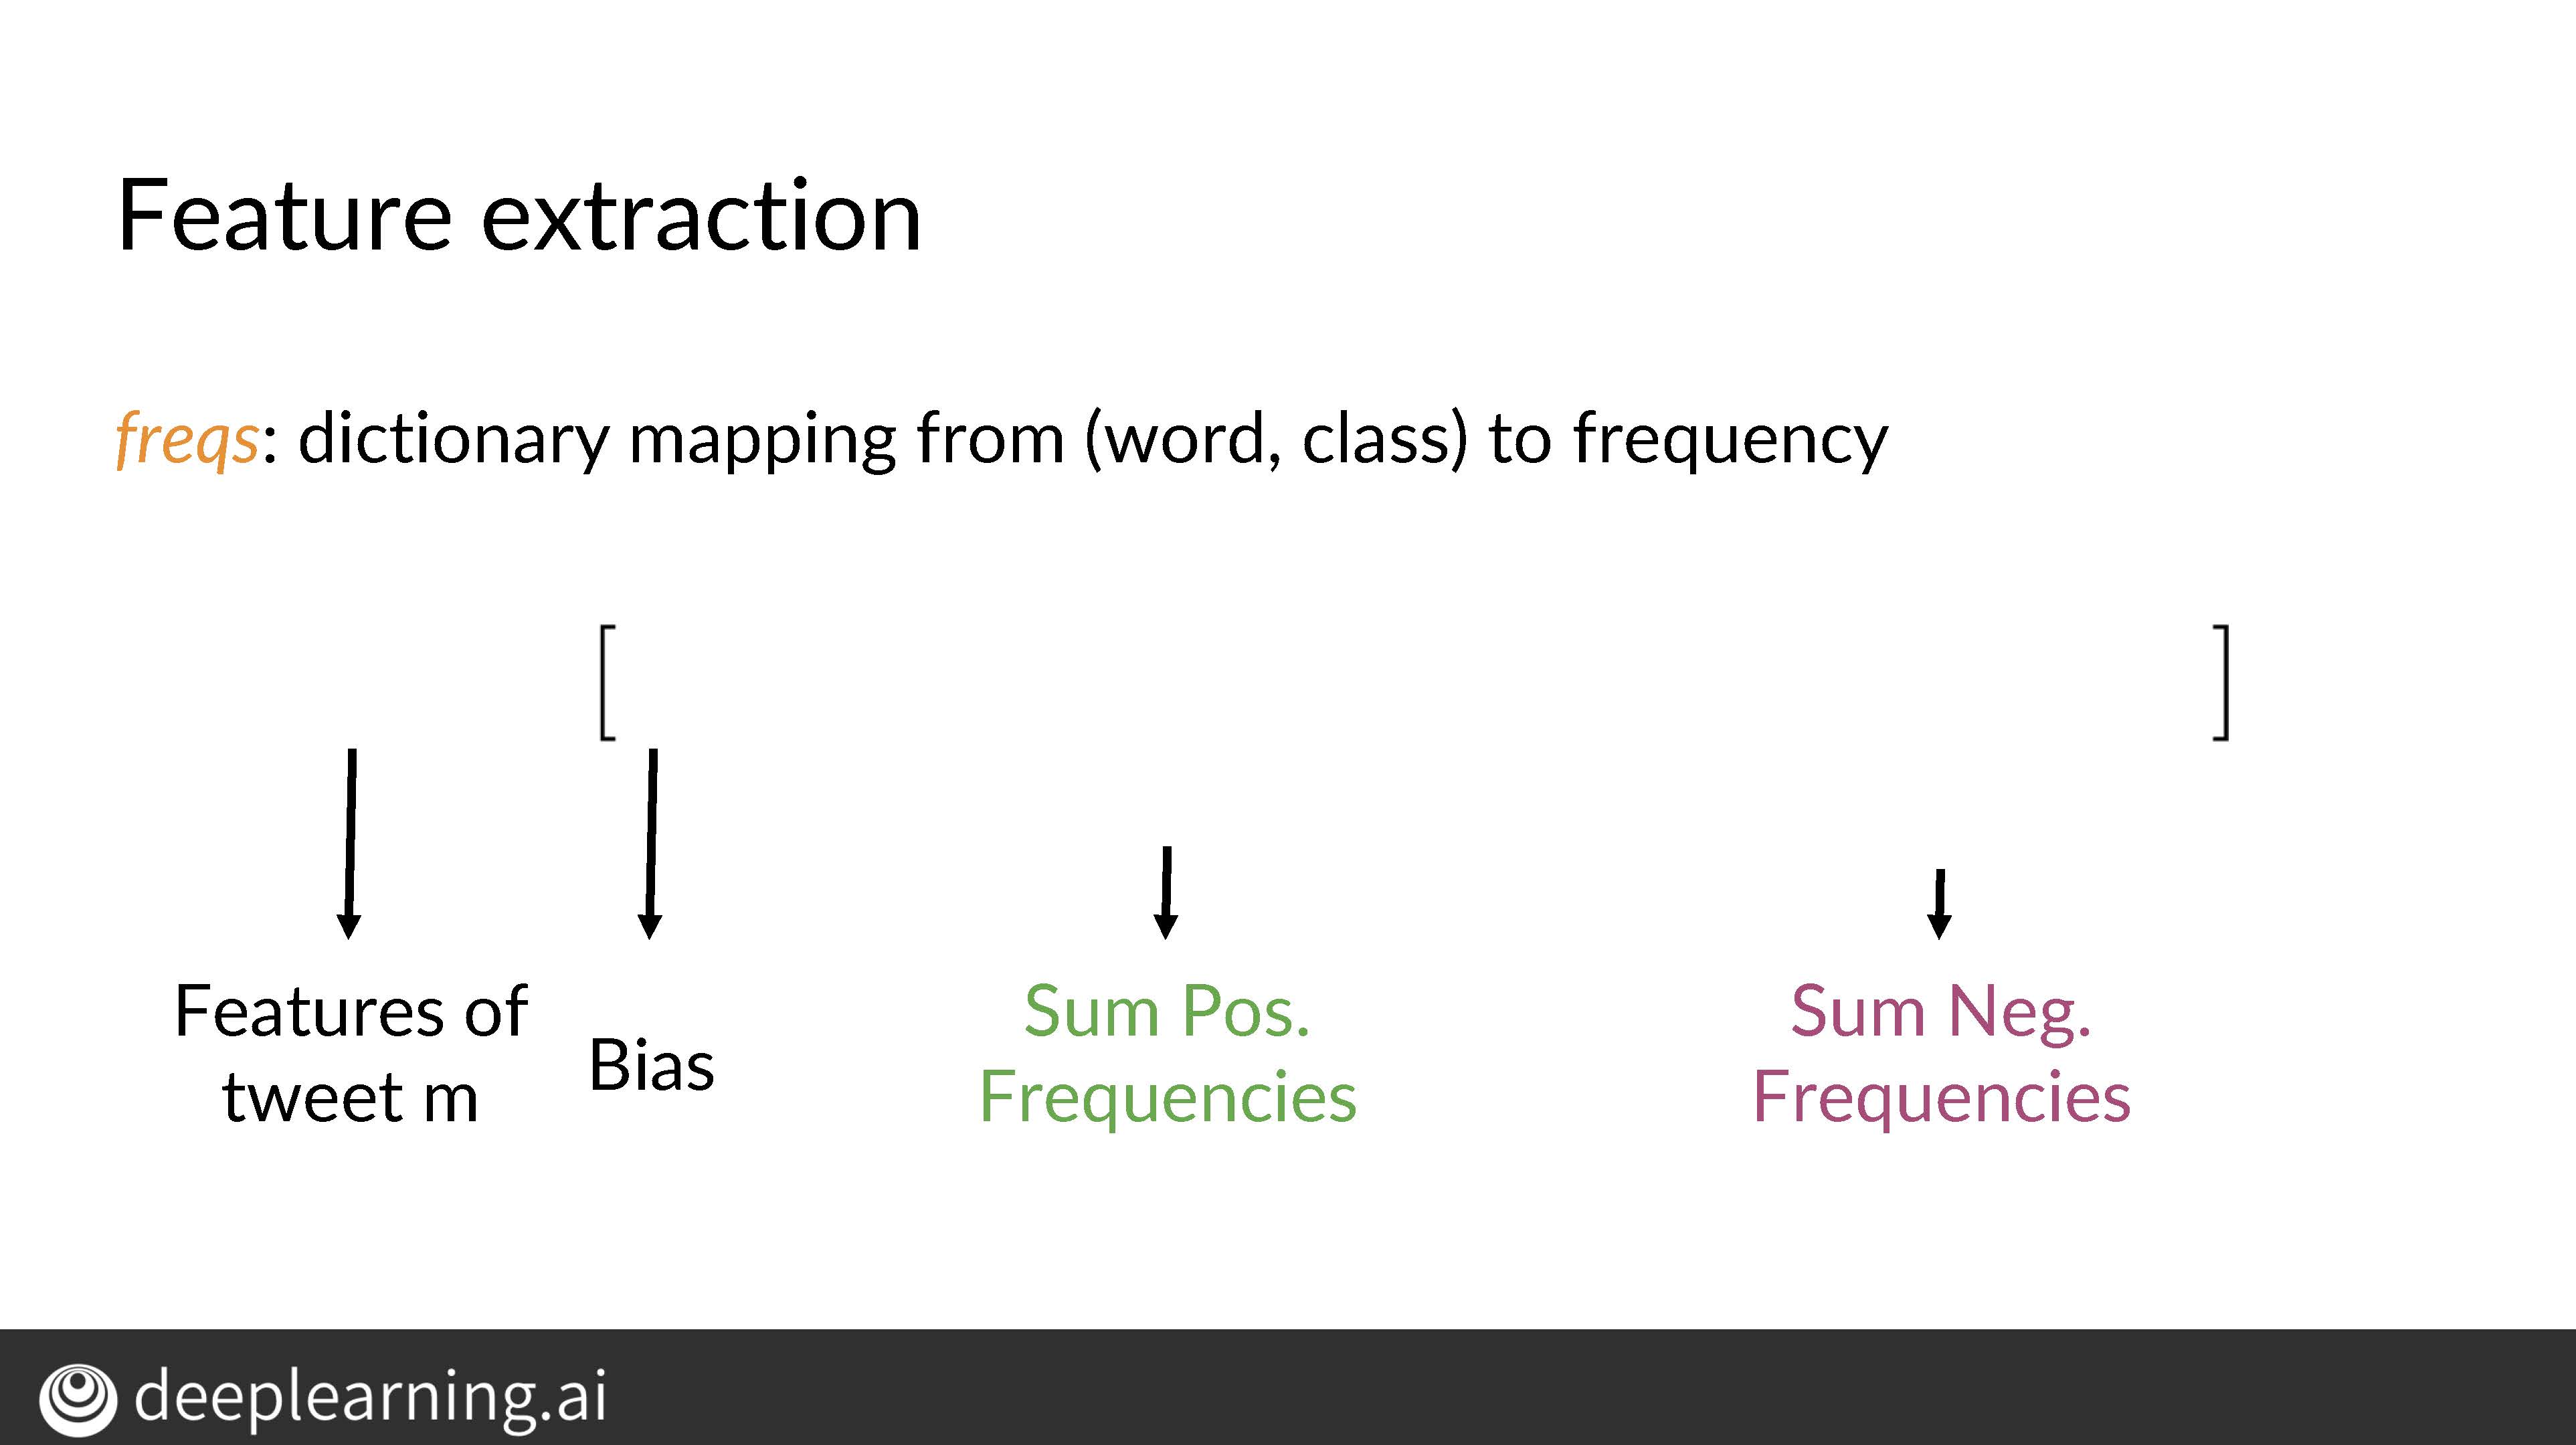 Feature extraction
freqs: dictionary mapping from (word, class) to frequency
[ ]
Features of
tweet m
Bias
Sum Pos.
Frequencies
Sum Neg.
Frequencies
deeplearning.ai